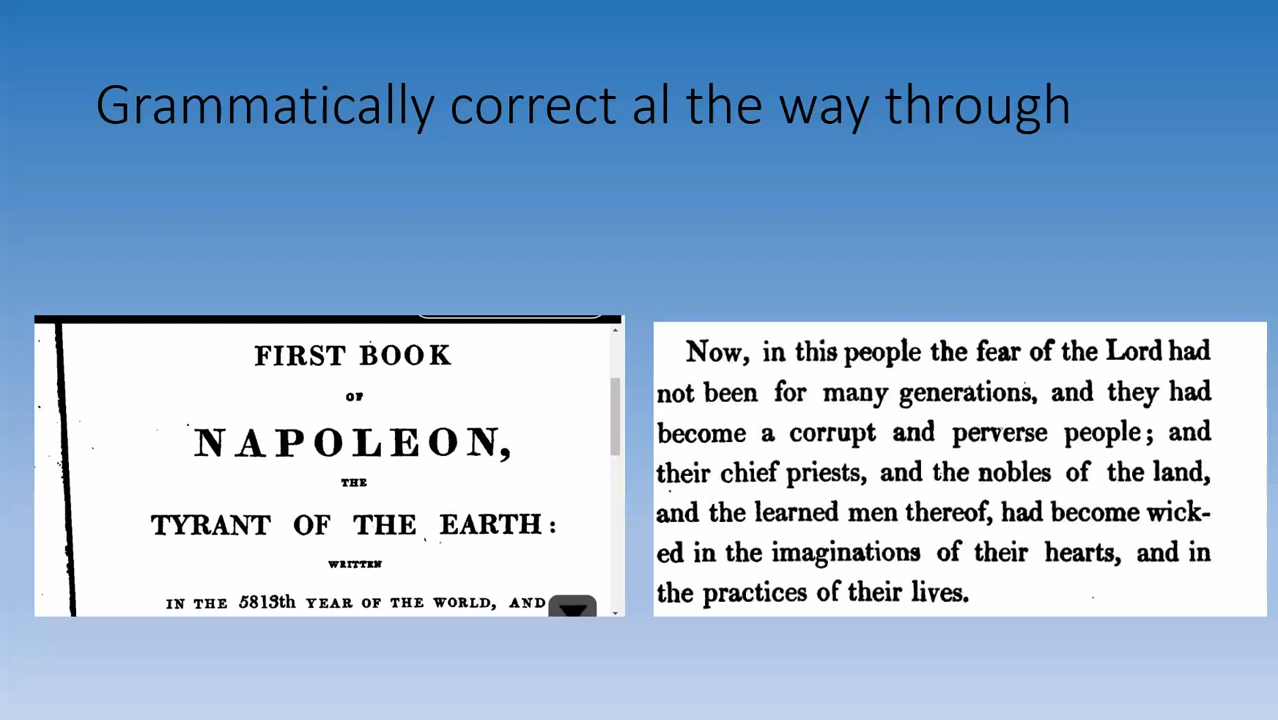 Grammatically correct al the way through
FIRST BOOK
OF
NAPOLEON,
THE
TYRANT OF THE EARTH:
WRITTEN
IN THE 5813th YEAR OF THE WORLD, AND
Now, in this people the fear of the Lord had
not been for many generations, and they had
become a corrupt and perverse people; and
their chief priests, and the nobles of the land,
and the learned men thereof, had become wick-
ed in the imaginations of their hearts, and in
the practices of their lives.